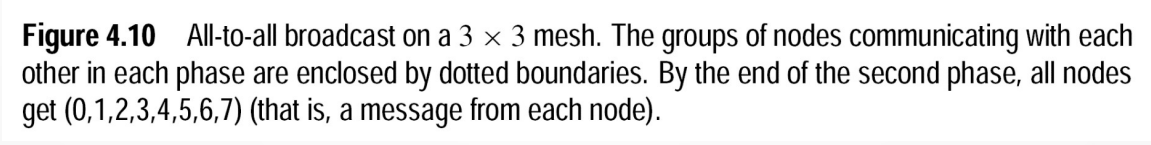 Figure 4.10 All-to-all broadcast on a 3 × 3 mesh. The groups of nodes communicating with each
other in each phase are enclosed by dotted boundaries. By the end of the second phase, all nodes
get (0,1,2,3,4,5,6,7) (that is, a message from each node).